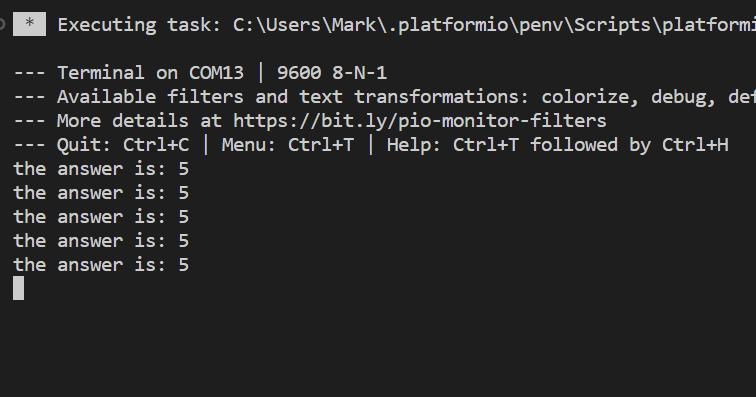 * Executing task: C:\Users\Mark\.platformio\penv\Scripts\platformi
--- Terminal on COM13 | 9600 8-N-1
--- Available filters and text transformations: colorize, debug, def
--- More details at https://bit.ly/pio-monitor-filters
--- Quit: Ctrl+C | Menu: Ctrl+T | Help: Ctrl+T followed by Ctrl+H
the answer is: 5
the answer is: 5
the answer is: 5
the answer is: 5
the answer is: 5